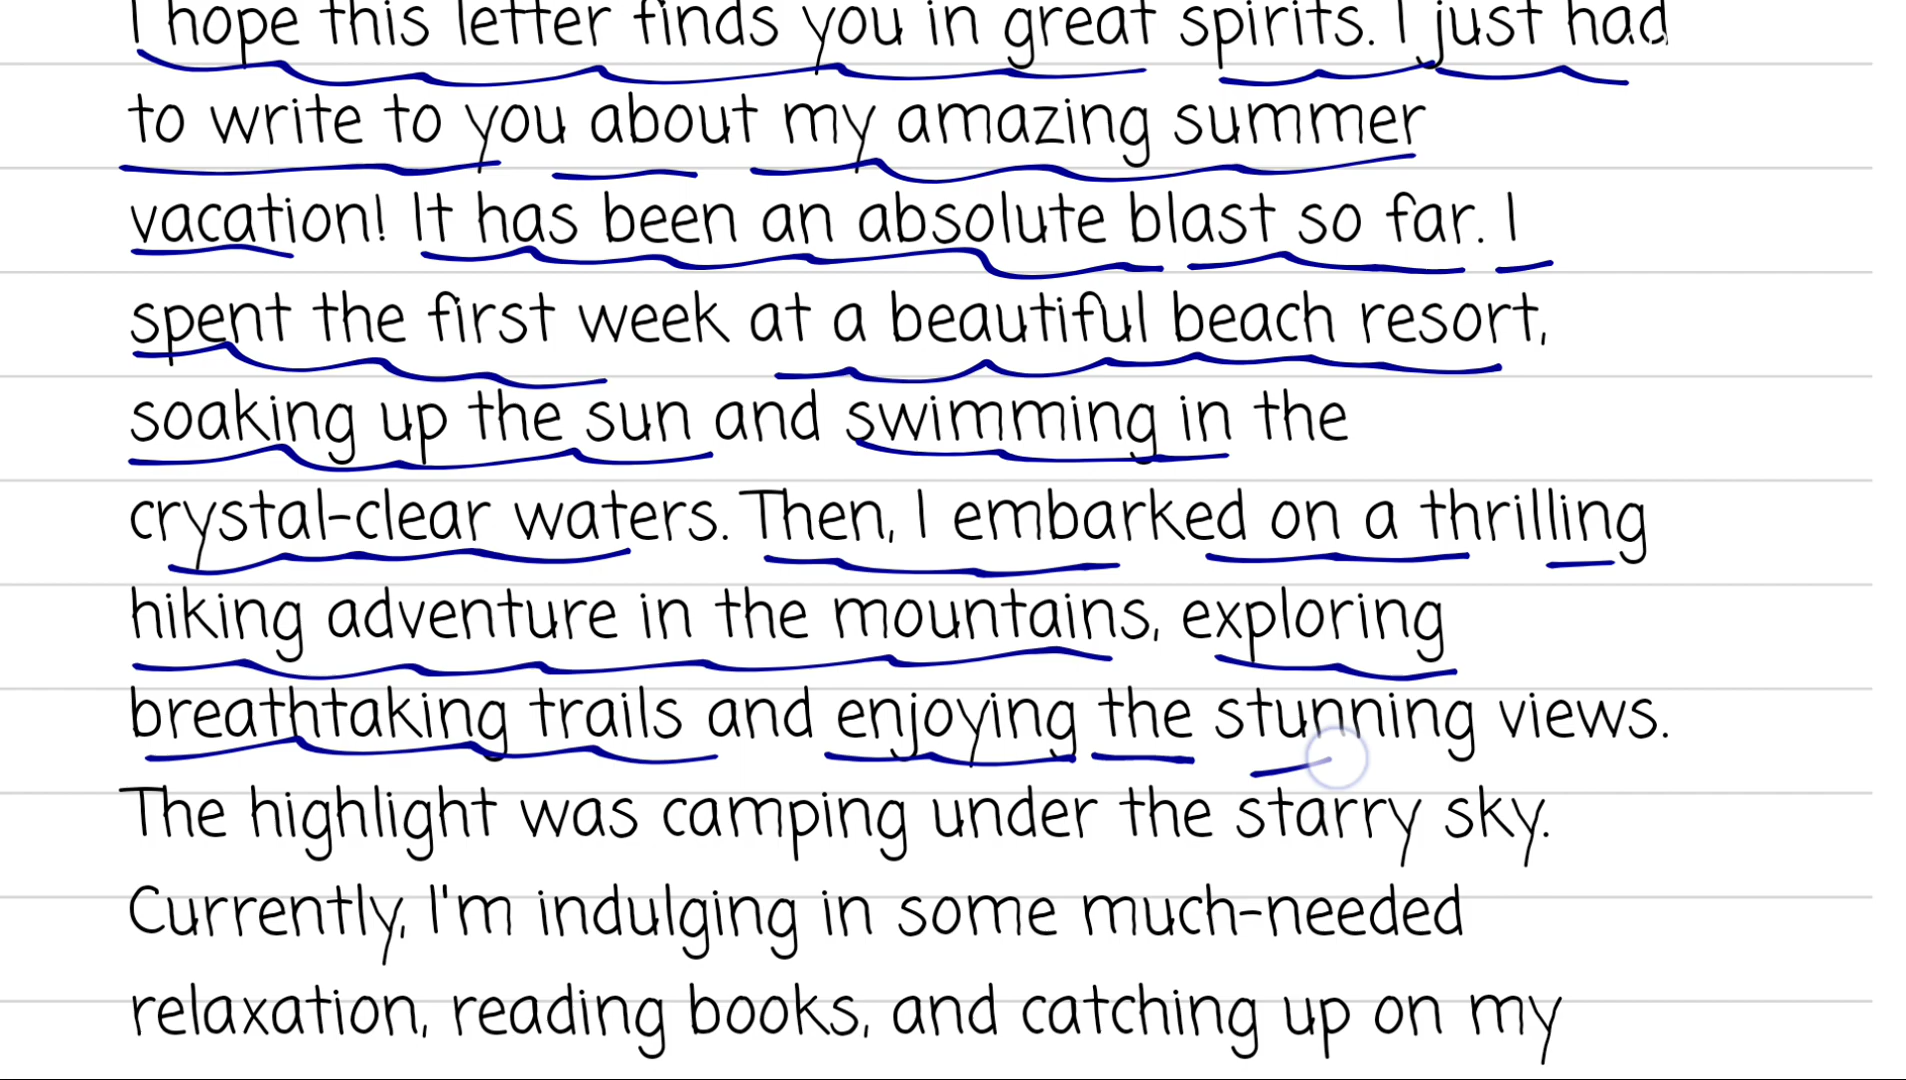 I hope this letter finds you in great spirits. I just had
to write to you about my amazing summer
vacation! It has been an absolute blast so far. I
spent the first week at a beautiful beach resort,
soaking up the sun and swimming in the
crystal-clear waters. Then, I embarked on a thrilling
hiking adventure in the mountains, exploring
breathtaking trails and enjoying the stunning views.
The highlight was camping under the starry sky.
Currently, I'm indulging in some much-needed
relaxation, reading books, and catching up on my